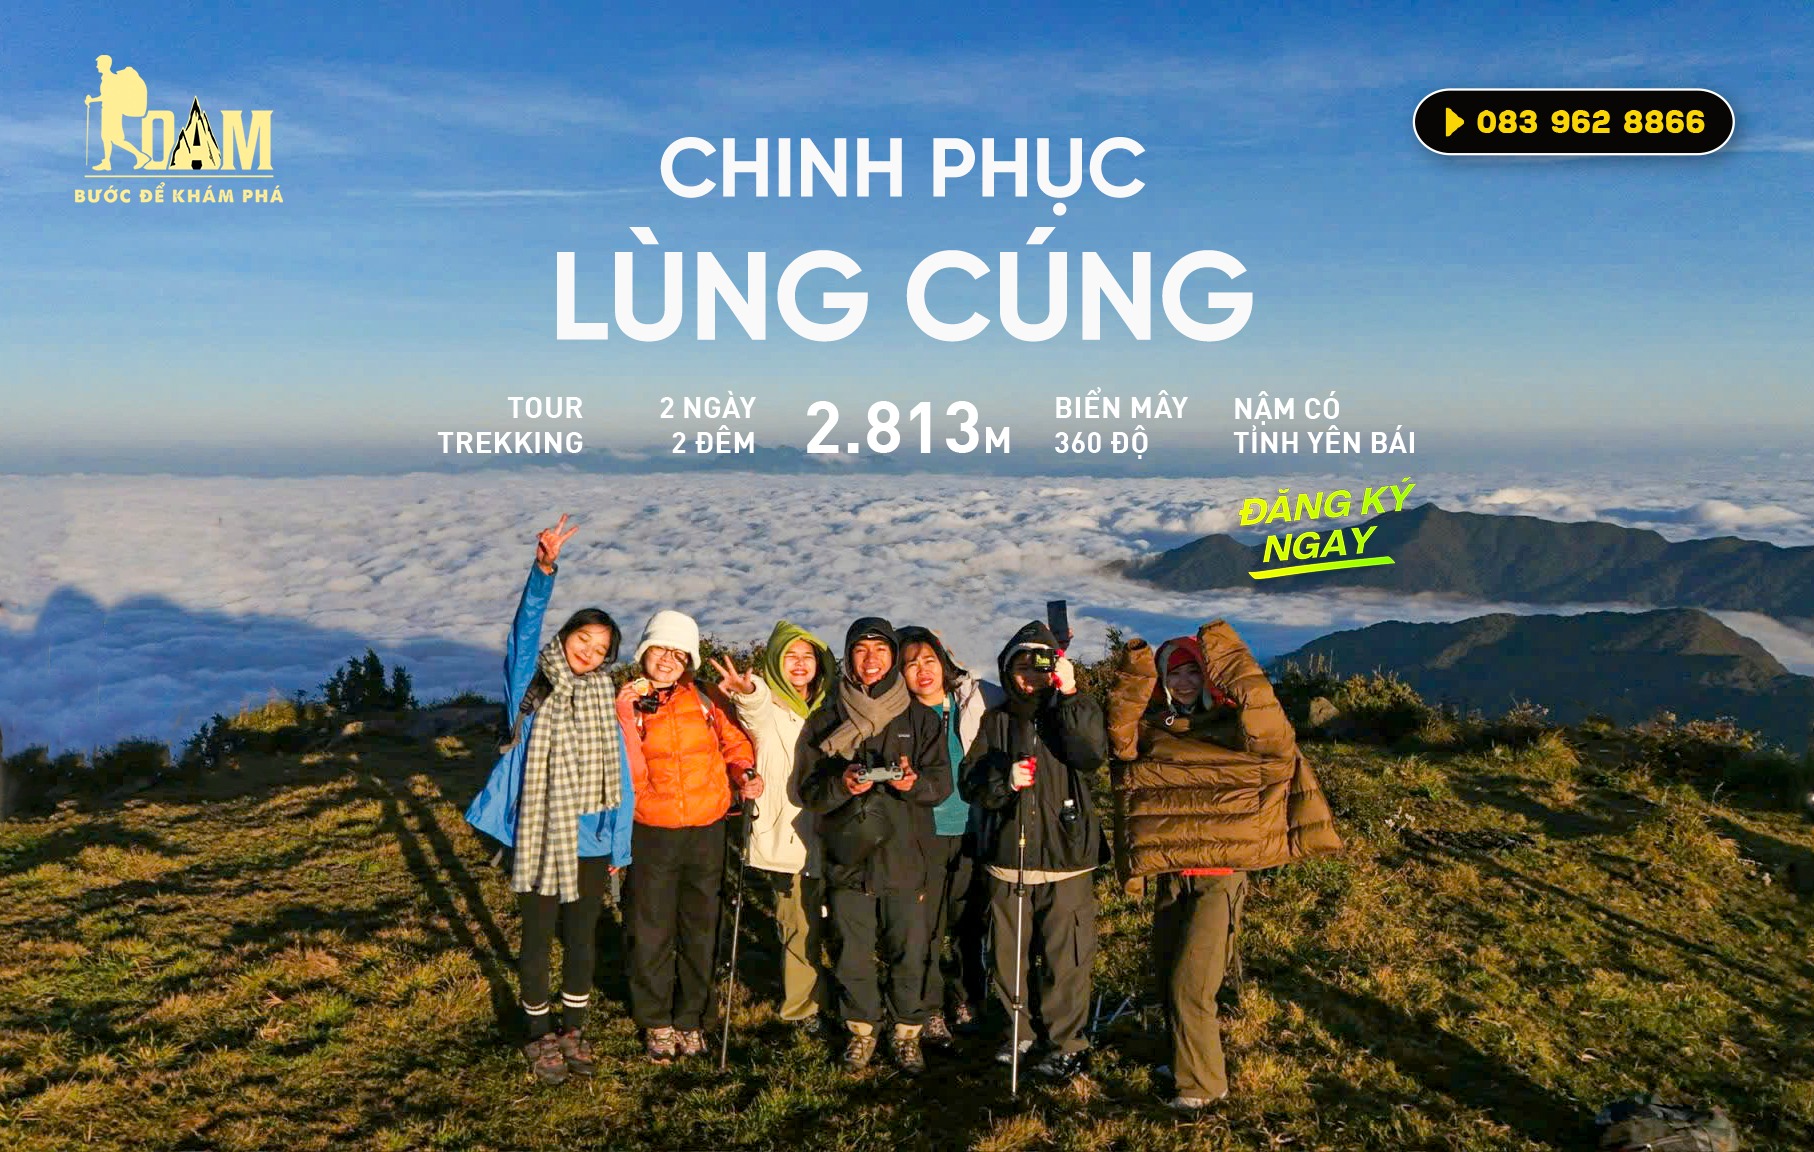 DAM
BƯỚC ĐỂ KHÁM PHÁ
083 962 8866
CHINH PHỤC
LÙNG CÚNG
TOUR
TREKKING
2 NGÀY
2 ĐÊM
2.813M
BIỂN MÂY
360 ĐỘ
NẬM CÓ
TỈNH YÊN BÁI
ĐĂNG KÝ
NGAY